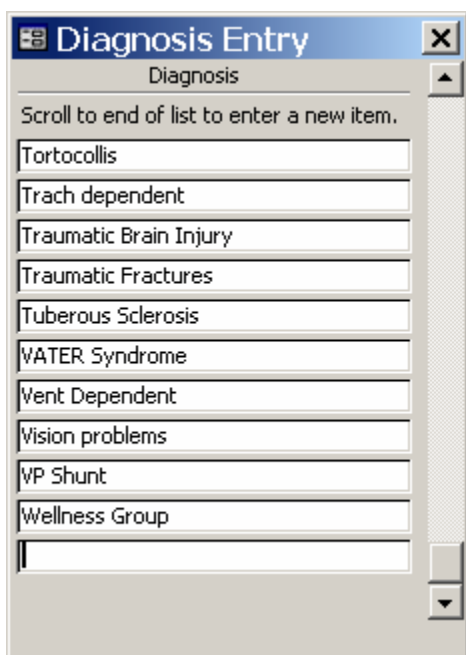 Diagnosis Entry
Diagnosis
Scroll to end of list to enter a new item.
Tortocollis
Trach dependent
Traumatic Brain Injury
Traumatic Fractures
Tuberous Sclerosis
VATER Syndrome
Vent Dependent
Vision problems
VP Shunt
Wellness Group